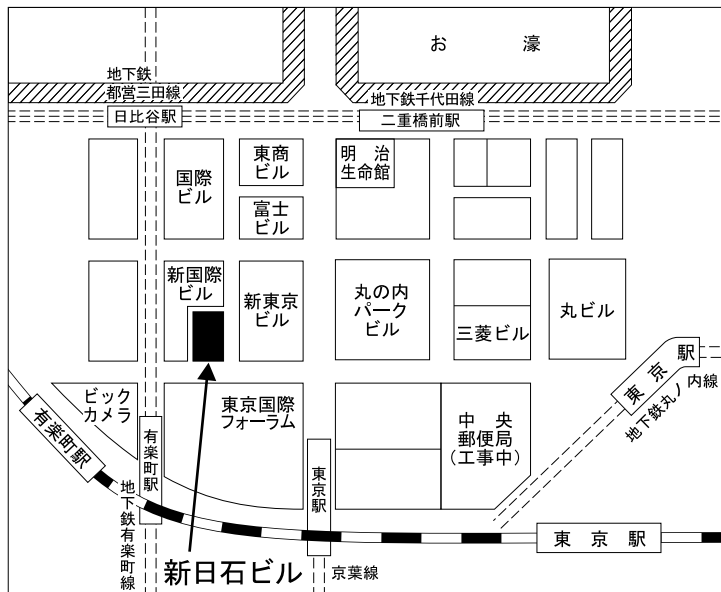 お濠
地下鉄
都営三田線
地下鉄千代田線
日比谷駅
二重橋前駅
国際
ビル
東商
ビル
明治
生命館
富士
ビル
新国際
ビル
新東京
ビル
丸の内
パーク
ビル
三菱ビル
丸ビル
東京駅
地下鉄丸ノ内線
ビック
カメラ
東京国際
フォーラム
中央
郵便局
(工事中)
有楽町駅
有楽町駅
東京駅
地下鉄有楽町線
東京駅
新日石ビル
京葉線